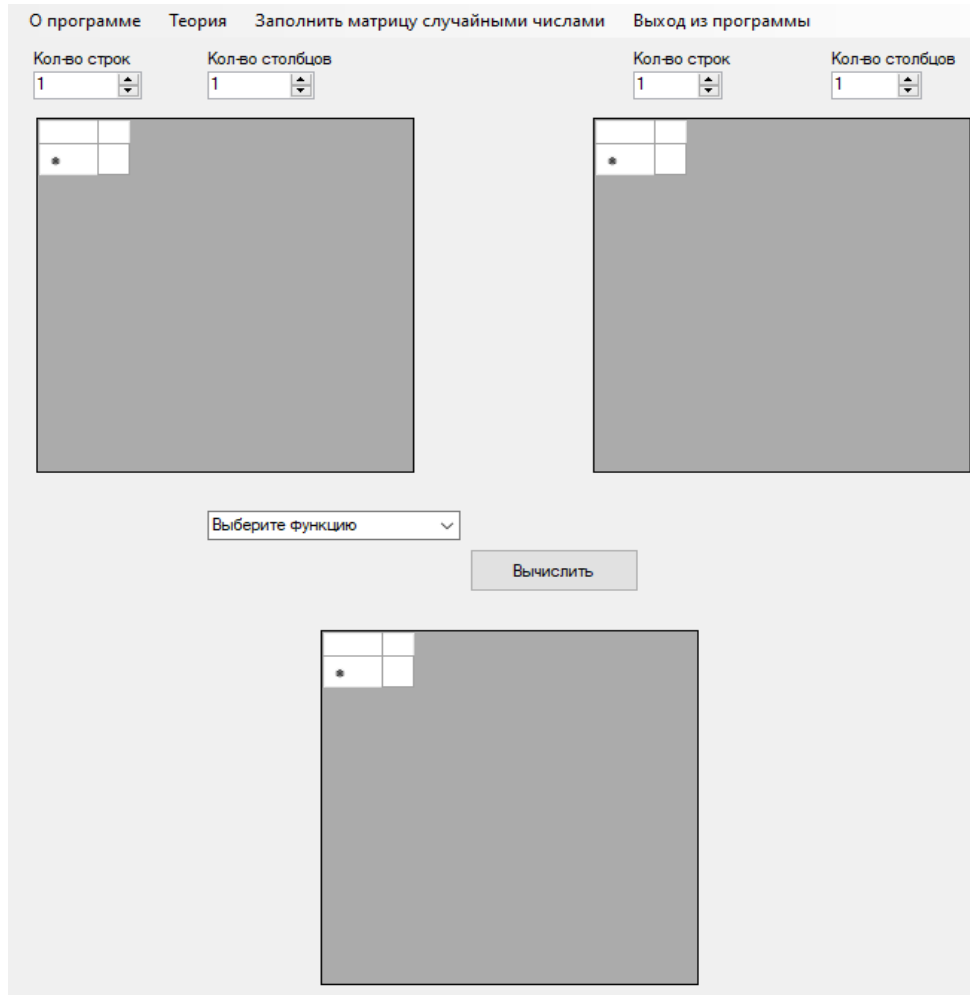 О программе Теория Заполнить матрицу случайными числами Выход из программы
Кол-во строк Кол-во столбцов Кол-во строк Кол-во столбцов
1 1 1 1
*
*
Выберите функцию
Вычислить
*